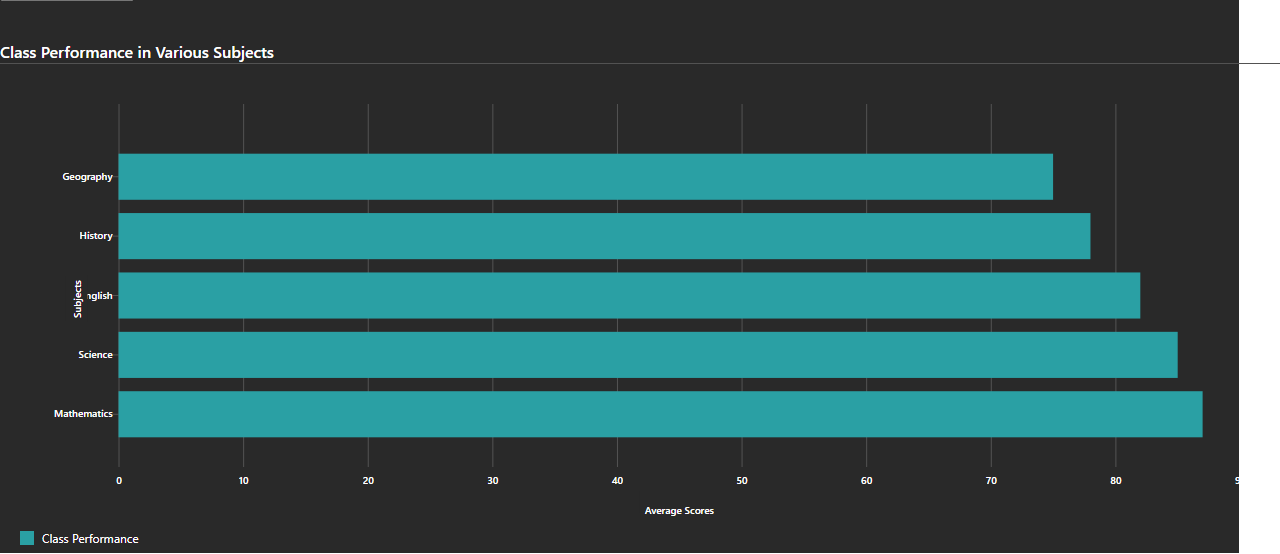 Class Performance in Various Subjects
Geography
History
Subjects
nglish
Science
Mathematics
0 10 20 30 40 50 60 70 80
Average Scores
Class Performance